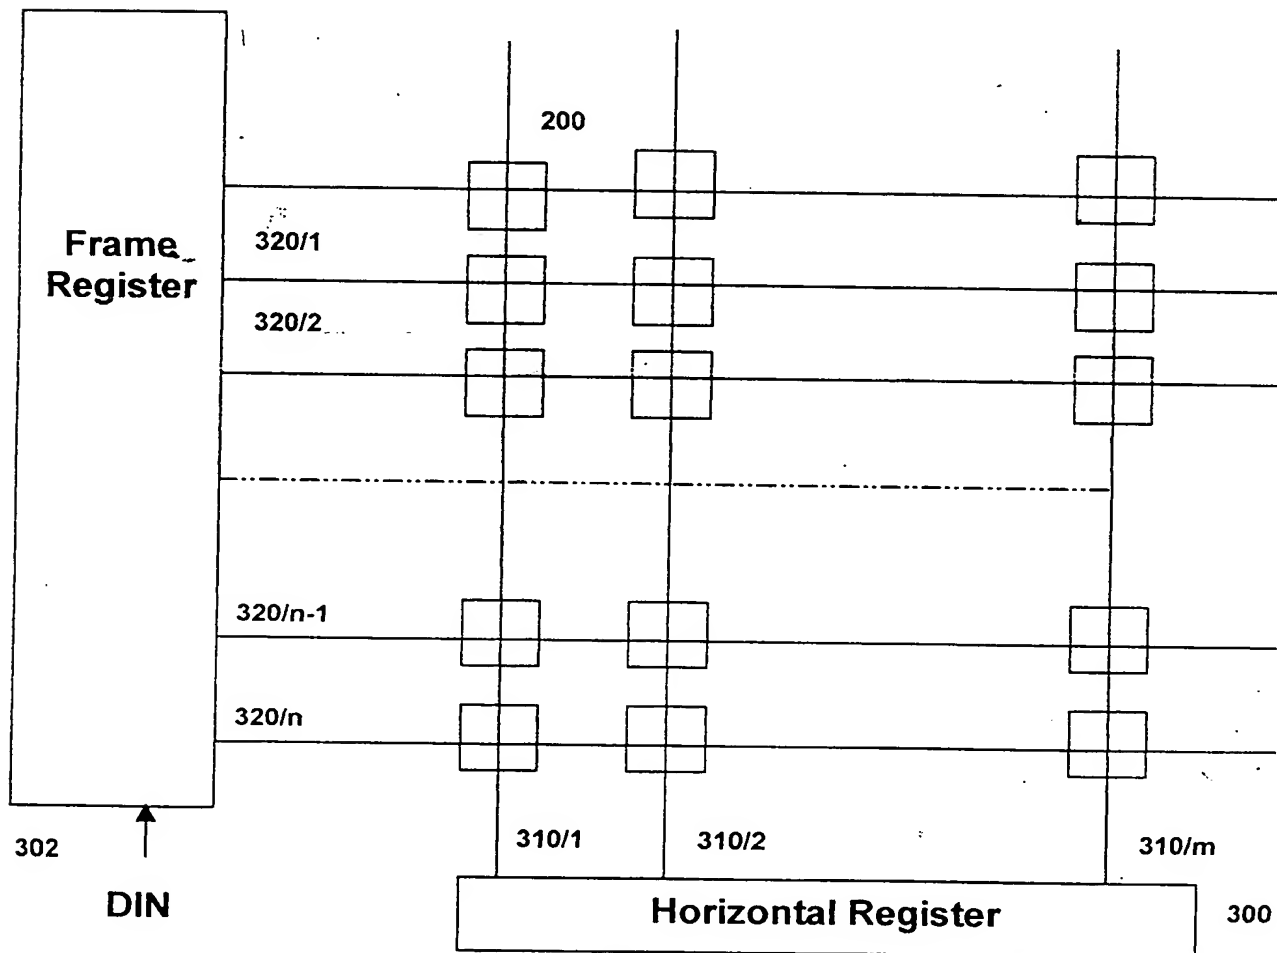 200
Frame
Register
320/1
320/2
320/n-1
320/n
302
DIN
310/1
310/2
310/m
Horizontal Register
300